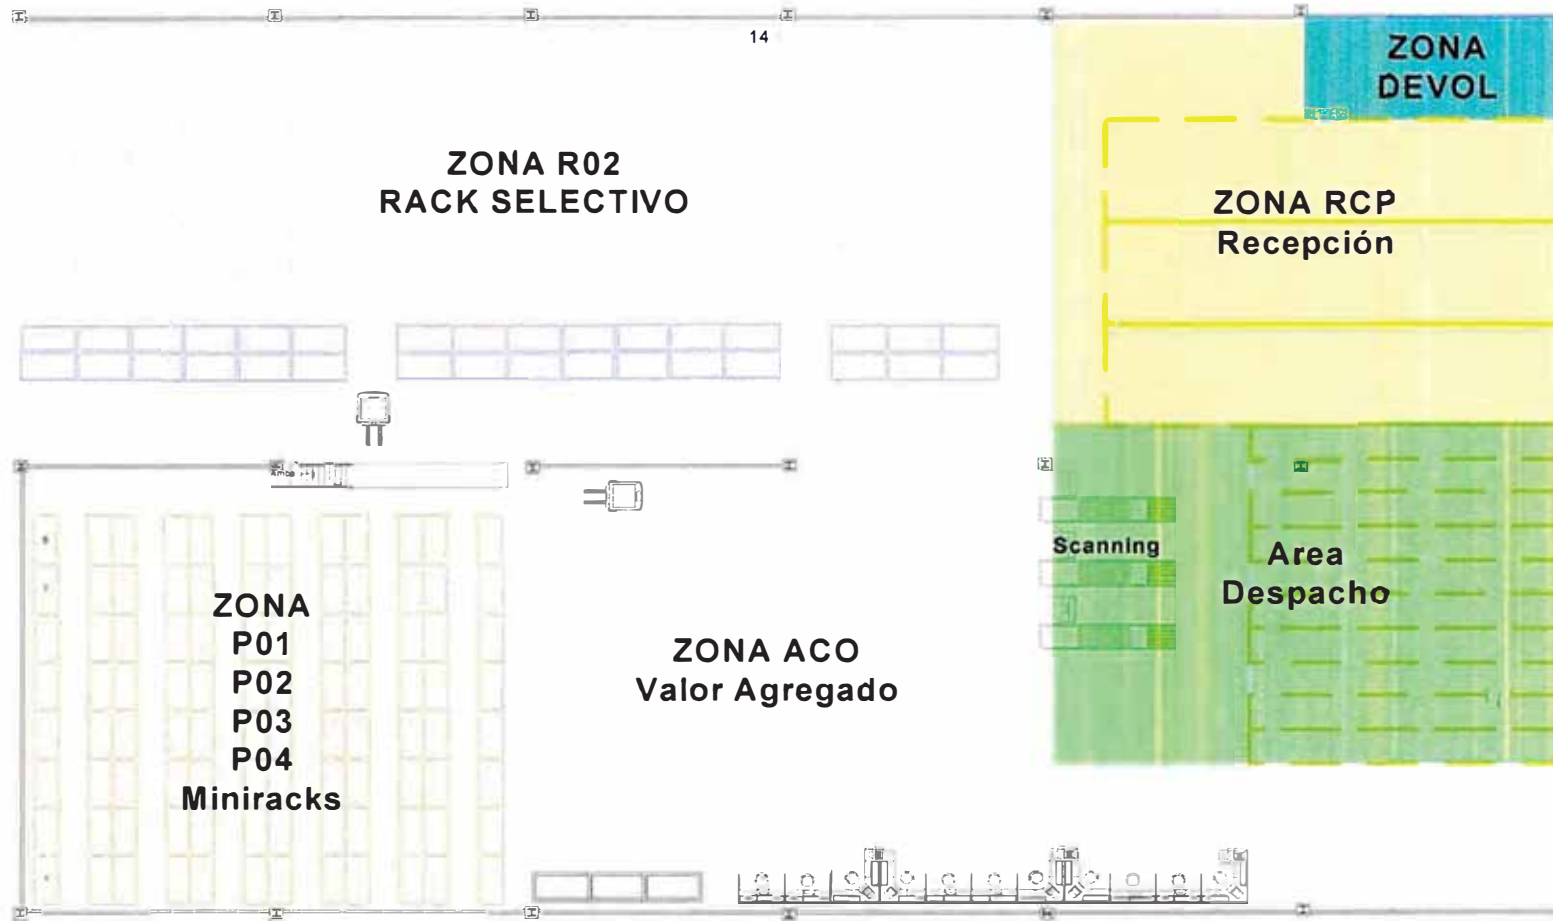 14
ZONA
DEVOL
ZONA R02
RACK SELECTIVO
ZONA RCP
Recepción
Scanning
Area
Despacho
ZONA
P01
P02
P03
P04
Miniracks
ZONA ACO
Valor Agregado